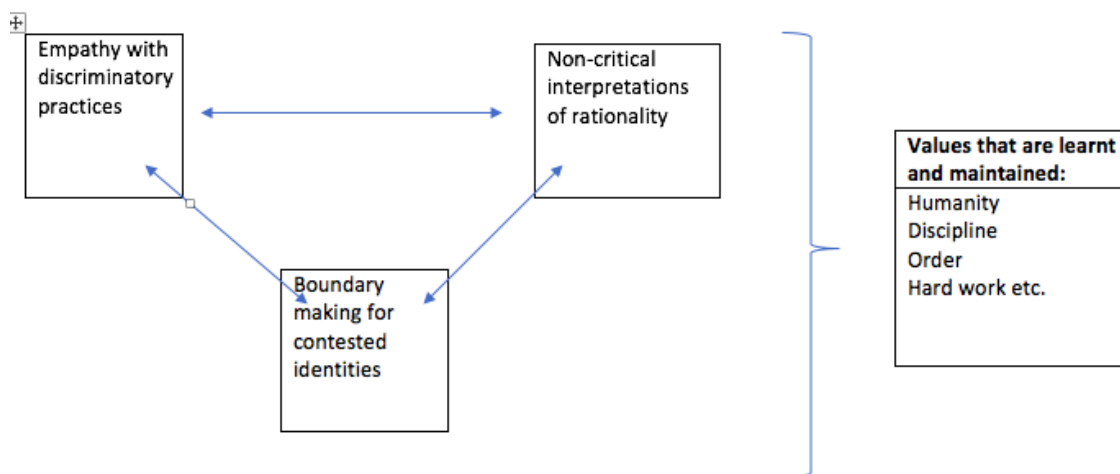 Empathy with
discriminatory
practices
Non-critical
interpretations
of rationality
Boundary
making for
contested
identities
Values that are learnt
and maintained:
Humanity
Discipline
Order
Hard work etc.